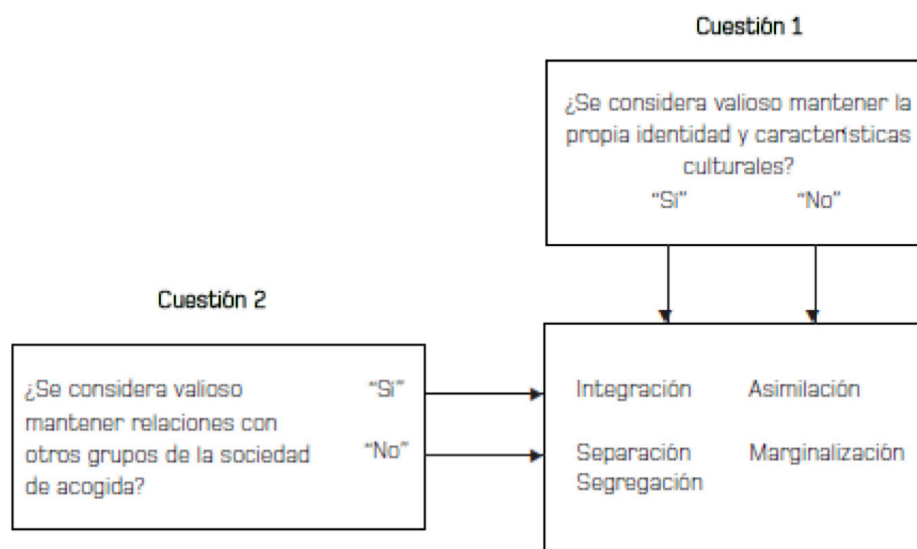 Cuestión 1
¿Se considera valioso mantener la
propia identidad y características
culturales?
"Sí" "No"
Cuestión 2
¿Se considera valioso "Sí"
mantener relaciones con
otros grupos de la sociedad "No"
de acogida?
Integración Asimilación
Separación Marginalización
Segregación